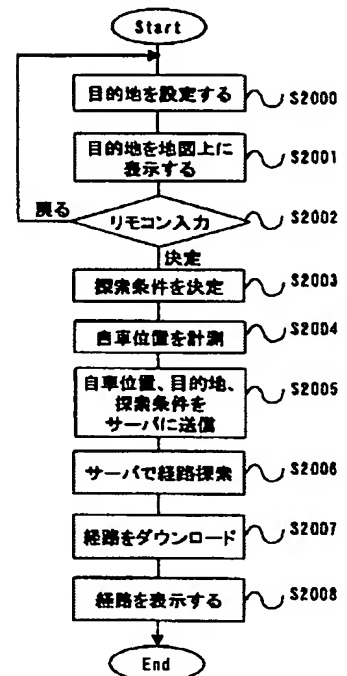 Start
目的地を設定する
S2000
目的地を地図上に
表示する
S2001
戻る
リモコン入力
S2002
決定
探索条件を決定
S2003
自車位置を計測
S2004
自車位置、目的地、
探索条件を
サーバに送信
S2005
サーバで経路探索
S2006
経路をダウンロード
S2007
経路を表示する
S2008
End